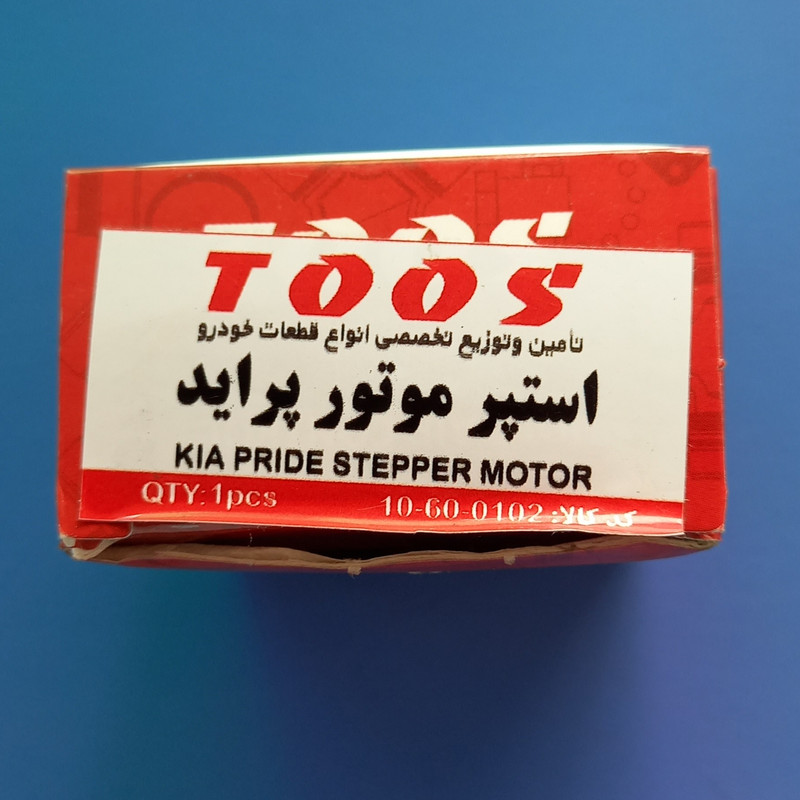 TOOS
TOOS
تامین وتوزیع تخصصی انواع قطعات خودرو
استپر موتور پراید
KIA PRIDE STEPPER MOTOR
QTY:1pcs
کد کالا: 10-60-0102